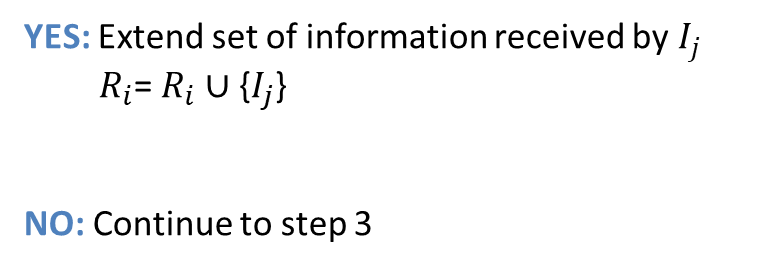 YES: Extend set of information received by Iⱼ
Rᵢ= Rᵢ ∪ {Iⱼ}
NO: Continue to step 3